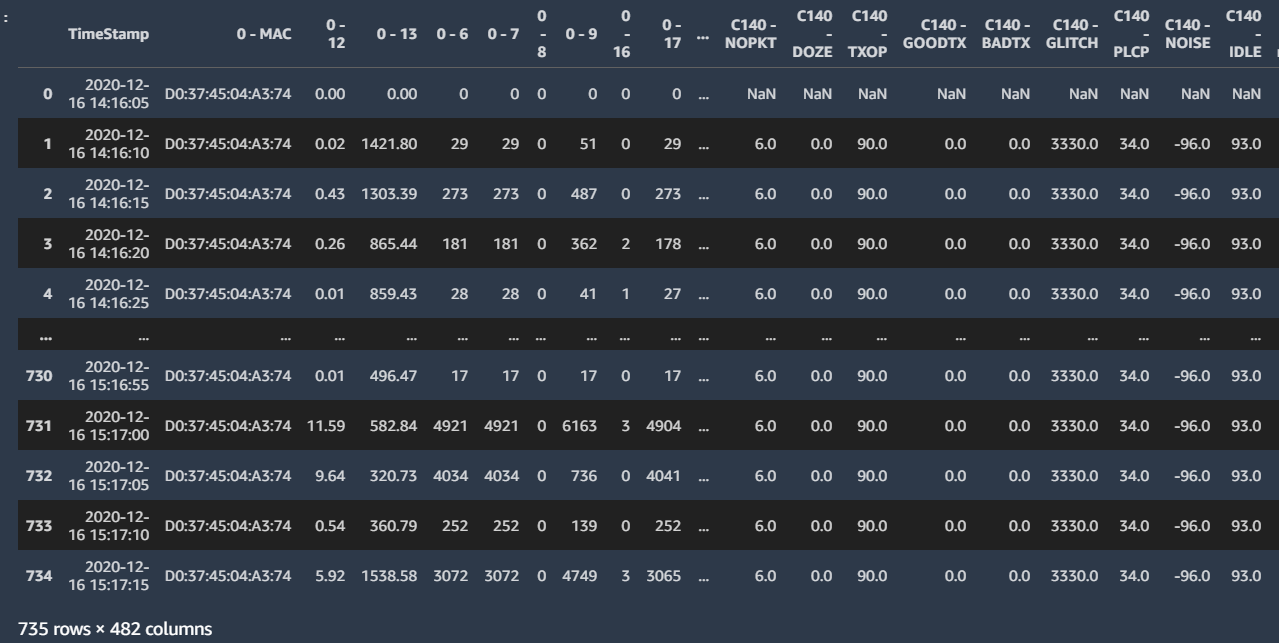 :
TimeStamp 0 - MAC 0 - 12 0 - 13 0 - 6 0 - 7 0 - 8 0 - 9 0 - 16 0 - 17 ... C140 - NOPKT C140 - DOZE C140 - TXOP C140 - GOODTX C140 - BADTX C140 - GLITCH C140 - PLCP C140 - NOISE C140 - IDLE
0 2020-12-16 14:16:05 D0:37:45:04:A3:74 0.00 0.00 0 0 0 0 0 0 ... NaN NaN NaN NaN NaN NaN NaN NaN NaN
1 2020-12-16 14:16:10 D0:37:45:04:A3:74 0.02 1421.80 29 29 0 51 0 29 ... 6.0 0.0 90.0 0.0 0.0 3330.0 34.0 -96.0 93.0
2 2020-12-16 14:16:15 D0:37:45:04:A3:74 0.43 1303.39 273 273 0 487 0 273 ... 6.0 0.0 90.0 0.0 0.0 3330.0 34.0 -96.0 93.0
3 2020-12-16 14:16:20 D0:37:45:04:A3:74 0.26 865.44 181 181 0 362 2 178 ... 6.0 0.0 90.0 0.0 0.0 3330.0 34.0 -96.0 93.0
4 2020-12-16 14:16:25 D0:37:45:04:A3:74 0.01 859.43 28 28 0 41 1 27 ... 6.0 0.0 90.0 0.0 0.0 3330.0 34.0 -96.0 93.0
... ... ... ... ... ... ... ... ... ... ... ... ... ... ... ... ... ... ... ... ...
730 2020-12-16 15:16:55 D0:37:45:04:A3:74 0.01 496.47 17 17 0 17 0 17 ... 6.0 0.0 90.0 0.0 0.0 3330.0 34.0 -96.0 93.0
731 2020-12-16 15:17:00 D0:37:45:04:A3:74 11.59 582.84 4921 4921 0 6163 3 4904 ... 6.0 0.0 90.0 0.0 0.0 3330.0 34.0 -96.0 93.0
732 2020-12-16 15:17:05 D0:37:45:04:A3:74 9.64 320.73 4034 4034 0 736 0 4041 ... 6.0 0.0 90.0 0.0 0.0 3330.0 34.0 -96.0 93.0
733 2020-12-16 15:17:10 D0:37:45:04:A3:74 0.54 360.79 252 252 0 139 0 252 ... 6.0 0.0 90.0 0.0 0.0 3330.0 34.0 -96.0 93.0
734 2020-12-16 15:17:15 D0:37:45:04:A3:74 5.92 1538.58 3072 3072 0 4749 3 3065 ... 6.0 0.0 90.0 0.0 0.0 3330.0 34.0 -96.0 93.0
735 rows × 482 columns